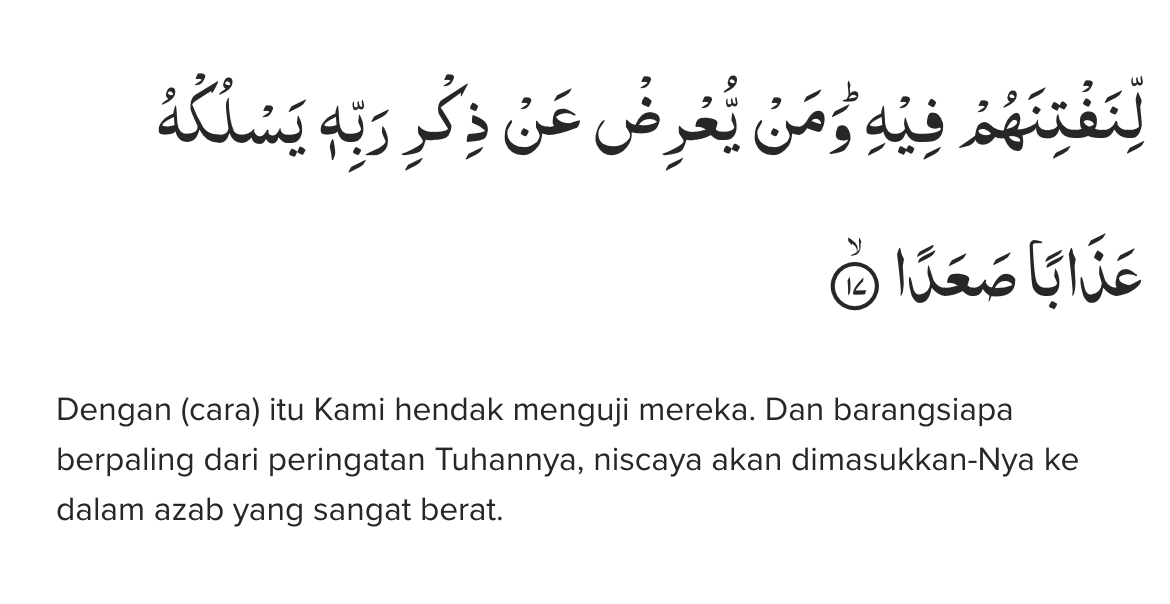 لِّنَفْتِنَهُمْ فِيْهِۗ وَمَنْ يُّعْرِضْ عَنْ ذِكْرِ رَبِّهٖ يَسْلُكْهُ
عَذَابًا صَعَدًاۙ ١٧
Dengan (cara) itu Kami hendak menguji mereka. Dan barangsiapa
berpaling dari peringatan Tuhannya, niscaya akan dimasukkan-Nya ke
dalam azab yang sangat berat.